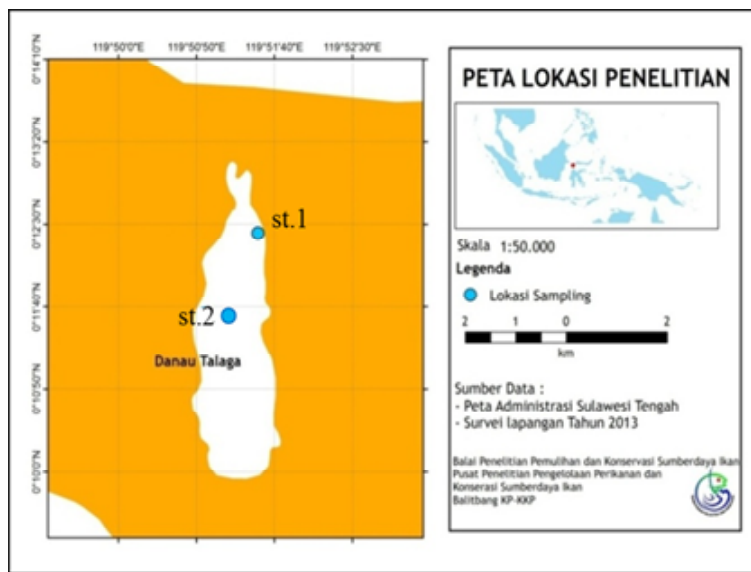 119°50'0"E 119°50'50"E 119°51'40"E 119°52'30"E
0°14'10"N
0°13'20"N
0°12'30"N
0°11'40"N
0°10'50"N
0°10'0"N
st.1
st.2
Danau Talaga
PETA LOKASI PENELITIAN
Skala 1:50.000
Legenda
Lokasi Sampling
2 1 0 2
km
Sumber Data :
- Peta Administrasi Sulawesi Tengah
- Survei lapangan Tahun 2013
Balai Penelitian Pemulihan dan Konservasi Sumberdaya Ikan
Pusat Penelitian Pengelolaan Perikanan dan
Konserasi Sumberdaya Ikan
Balitbang KP-KKP